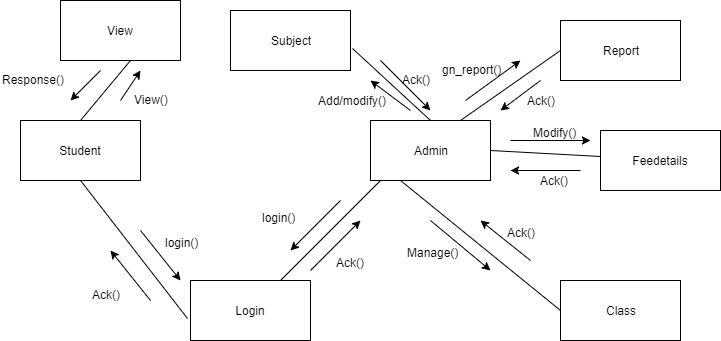 View
Subject
Report
Response()
View()
Ack()
gn_report()
Add/modify()
Ack()
Student
Admin
Modify()
Feedetails
Ack()
login()
login()
Ack()
Manage()
Ack()
Ack()
Login
Class